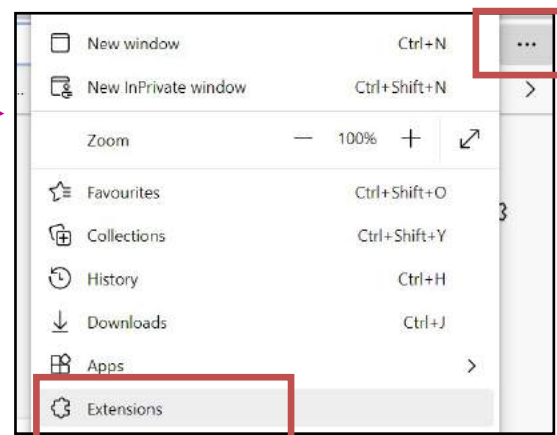 New window Ctrl+N ...
New InPrivate window Ctrl+Shift+N
Zoom — 100% +
Favourites Ctrl+Shift+O
Collections Ctrl+Shift+Y
History Ctrl+H
Downloads Ctrl+J
Apps
Extensions